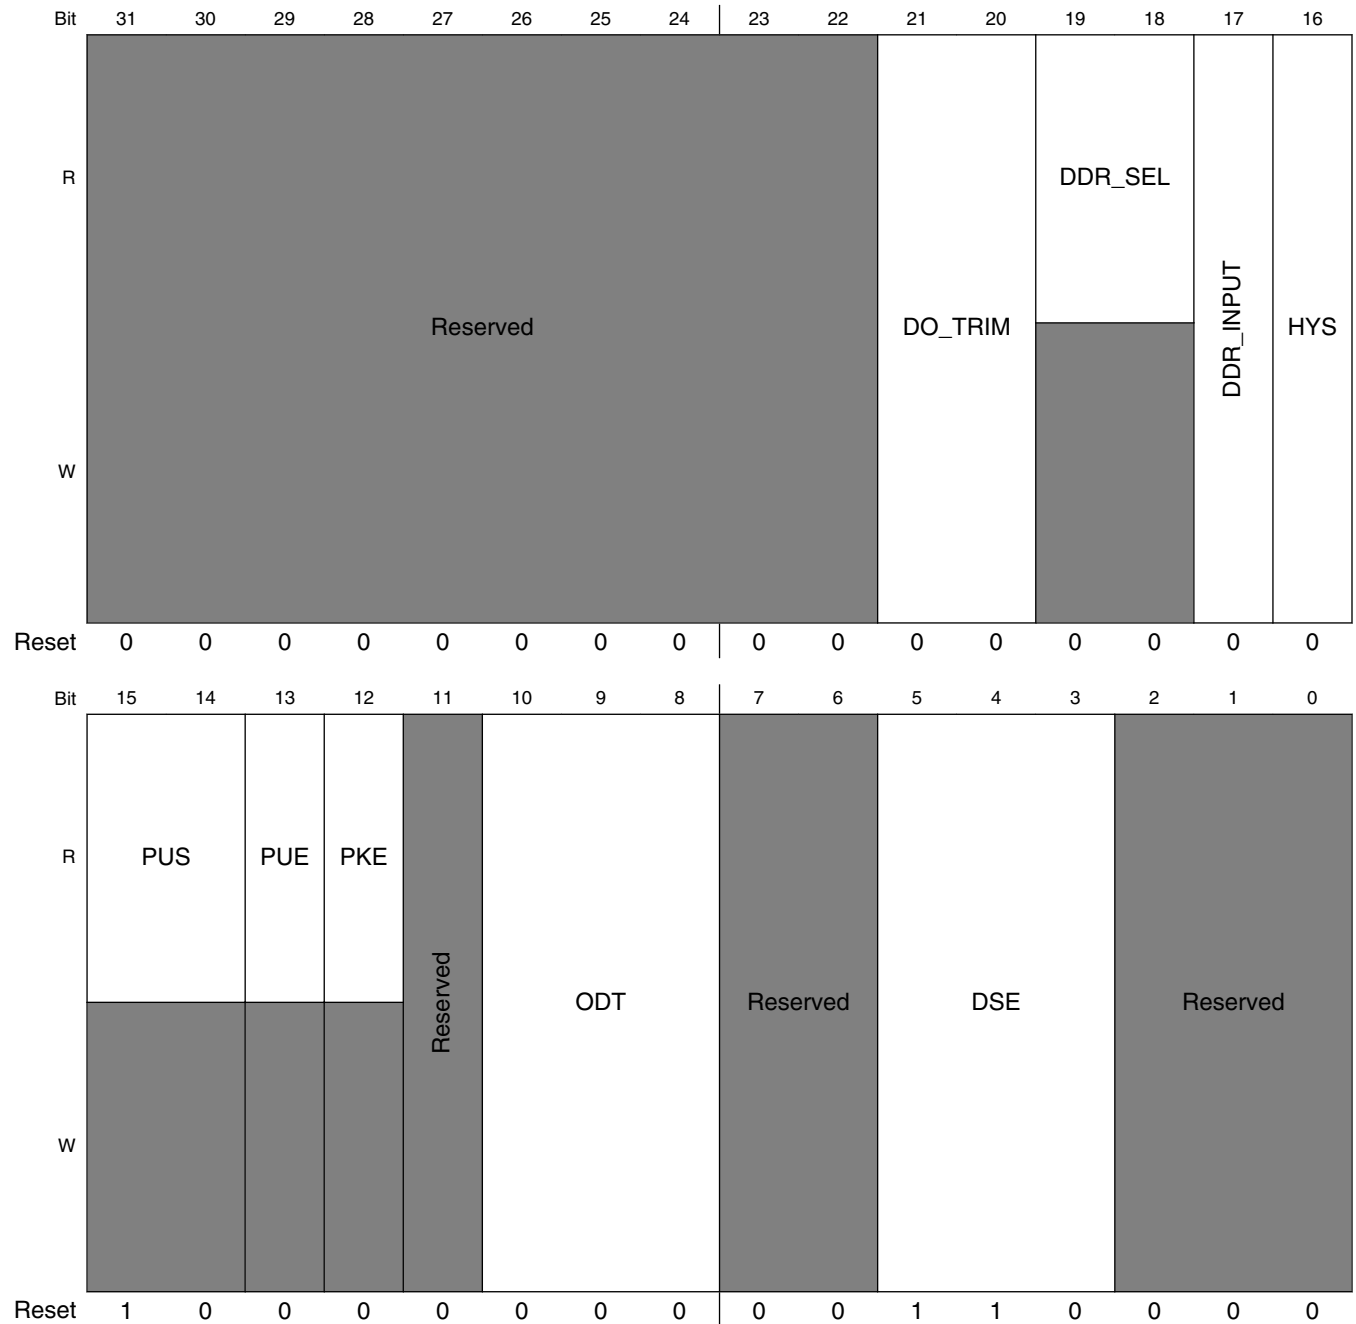 Bit 31 30 29 28 27 26 25 24 23 22 21 20 19 18 17 16
R DDR_SEL
Reserved DO_TRIM DDR_INPUT HYS
W
Reset 0 0 0 0 0 0 0 0 0 0 0 0 0 0 0 0
Bit 15 14 13 12 11 10 9 8 7 6 5 4 3 2 1 0
R PUS PUE PKE
Reserved ODT Reserved DSE Reserved
W
Reset 1 0 0 0 0 0 0 0 0 0 1 1 0 0 0 0